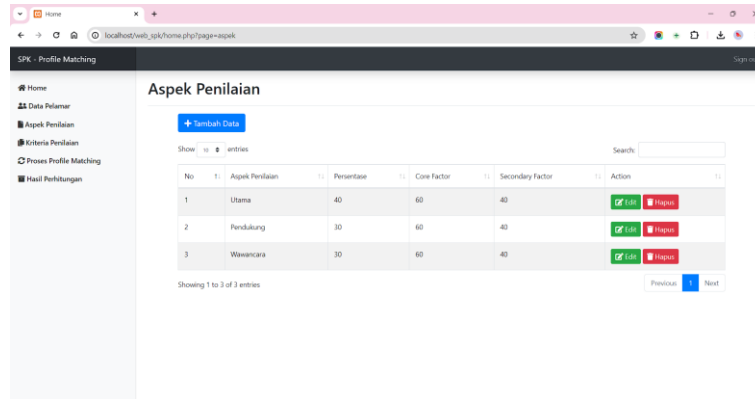 Home
localhost/web_spk/home.php?page=aspek
SPK - Profile Matching
Sign ou
Home
Data Pelamar
Aspek Penilaian
Kriteria Penilaian
Proses Profile Matching
Hasil Perhitungan
Aspek Penilaian
+ Tambah Data
Show 10 entries
Search:
No Aspek Penilaian Persentase Core Factor Secondary Factor Action
1 Utama 40 60 40 Edit Hapus
2 Pendukung 30 60 40 Edit Hapus
3 Wawancara 30 60 40 Edit Hapus
Showing 1 to 3 of 3 entries
Previous 1 Next